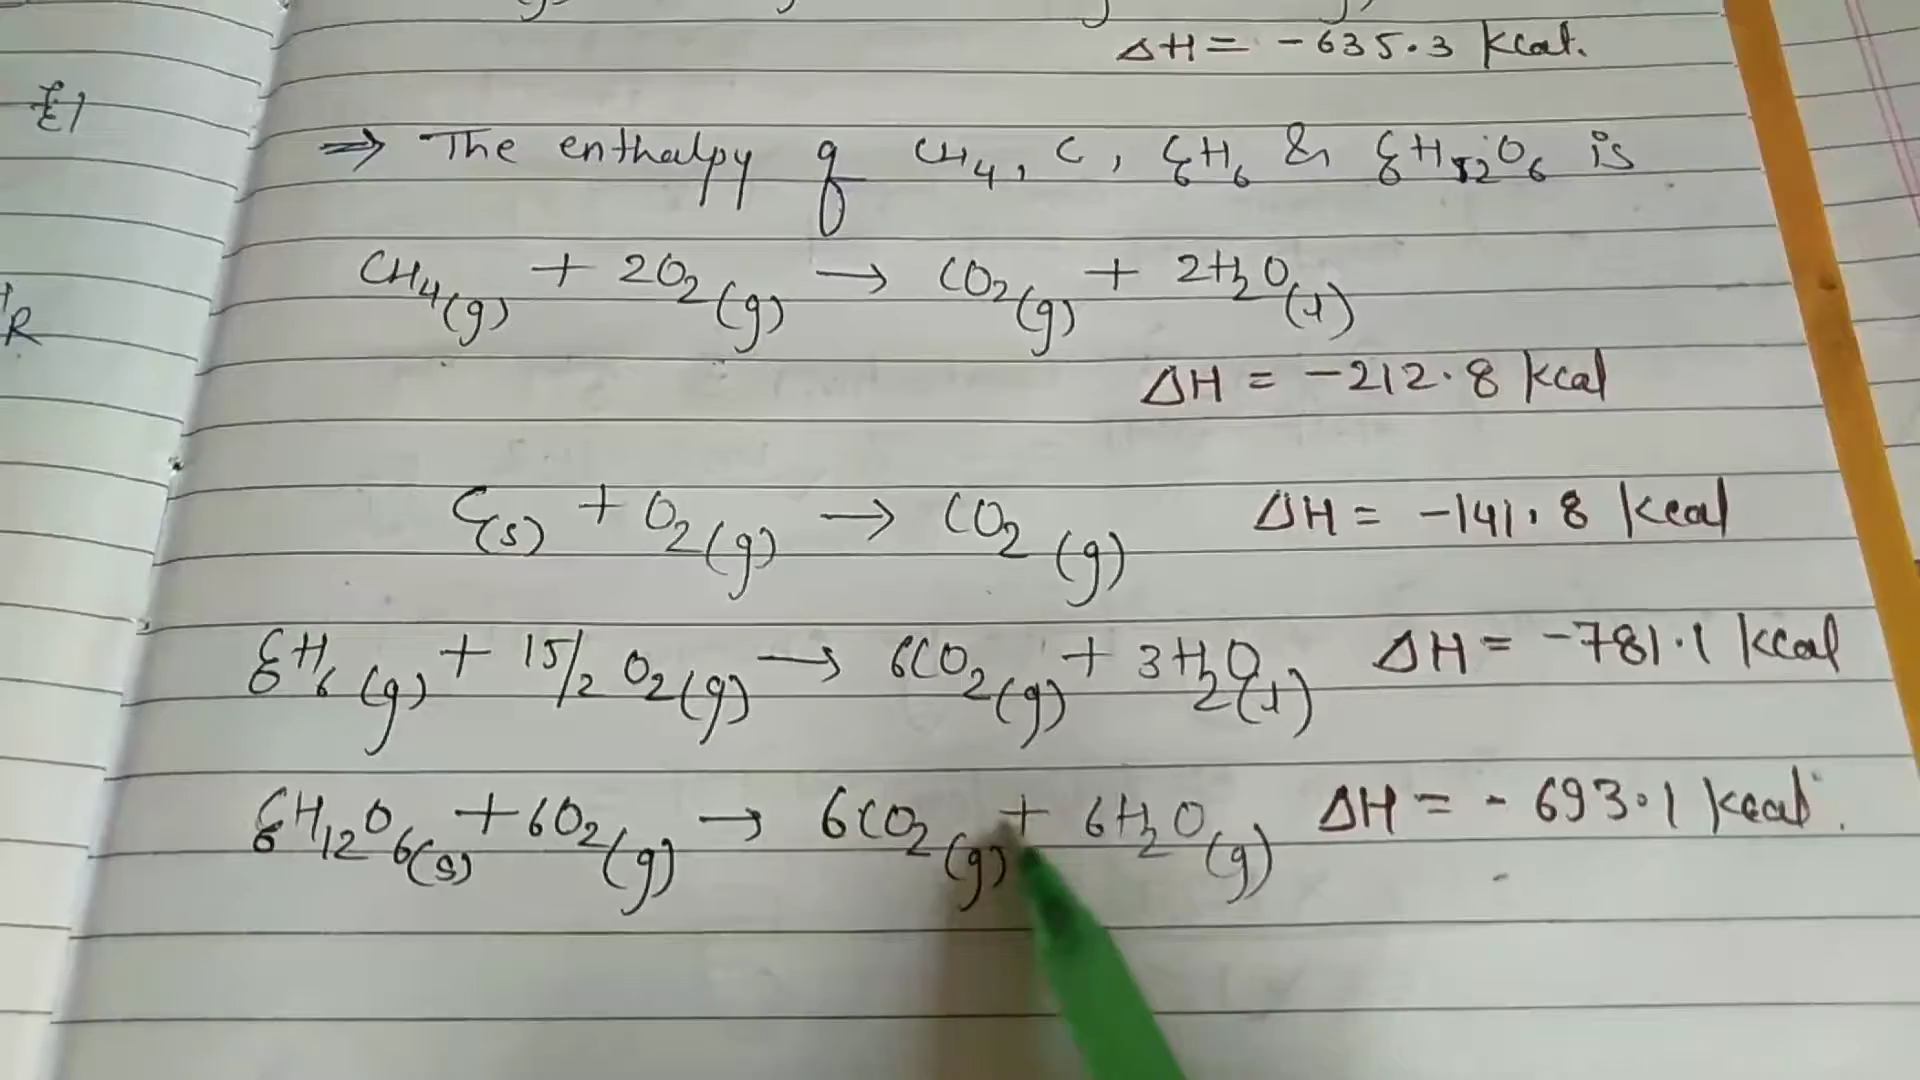 ΔH = -635.3 kcal.
⇒ The enthalpy of CH₄, C, C₆H₆ & C₆H₁₂O₆ is
CH₄(g) + 2O₂(g) → CO₂(g) + 2H₂O(l)
ΔH = -212.8 kcal
C(s) + O₂(g) → CO₂(g) ΔH = -141.8 kcal
C₆H₆(g) + 15/2 O₂(g) → 6CO₂(g) + 3H₂O(l) ΔH = -781.1 kcal
C₆H₁₂O₆(s) + 6O₂(g) → 6CO₂(g) + 6H₂O(g) ΔH = -693.1 kcal.
R